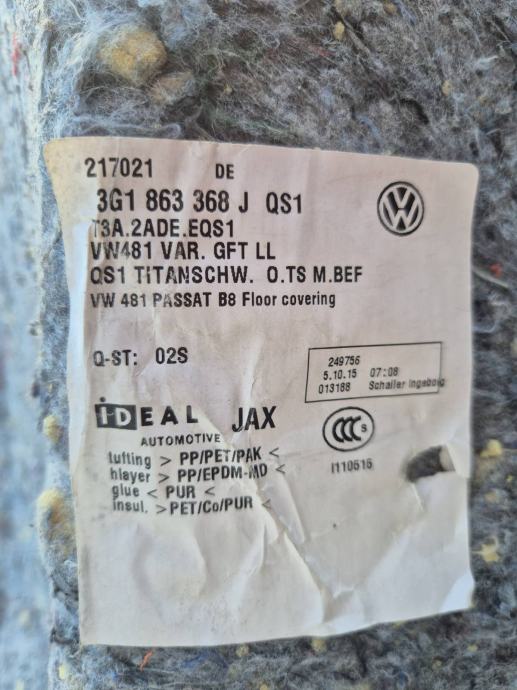 217021 DE
3G1 863 368 J QS1
T3A.2ADE.EQS1
VW481 VAR. GFT LL
QS1 TITANSCHW. O.TS M.BEF
VW 481 PASSAT B8 Floor covering
Q-ST: 02S
249756
5.10.15 07:08
013188 Schaller Ingeborg
iDEAL JAX
AUTOMOTIVE
CCC S
tufting > PP/PET/PAK <
hlayer > PP/EPDM-MD <
I110616
glue < PUR <
insul. >PET/Co/PUR <